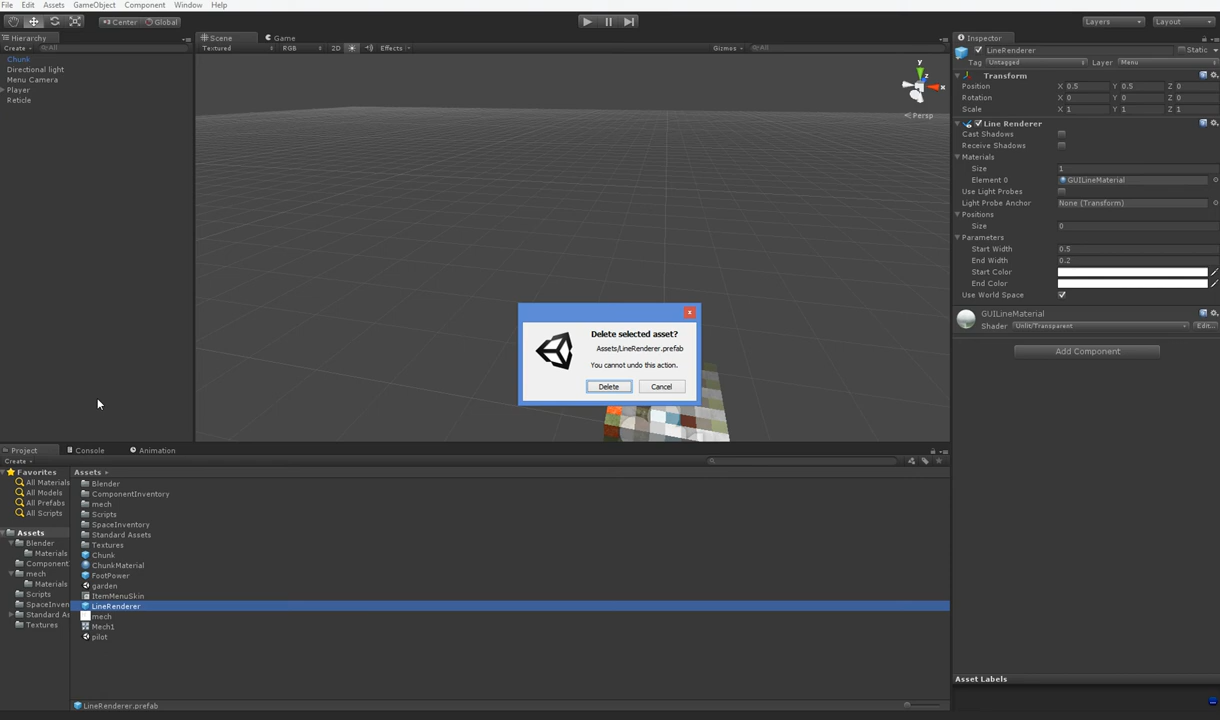 File Edit Assets GameObject Component Window Help
Center Global Layers Layout
Hierarchy
Create All
Chunk
Directional light
Menu Camera
Player
Reticle
Scene Game
Textured RGB 2D Effects Gizmos All
y
z
x
Persp
Delete selected asset?
Assets/LineRenderer.prefab
You cannot undo this action.
Delete Cancel
Inspector
LineRenderer Static
Tag Untagged Layer Menu
Transform
Position X 0.5 Y 0.5 Z 0
Rotation X 0 Y 0 Z 0
Scale X 1 Y 1 Z 1
Line Renderer
Cast Shadows
Receive Shadows
Materials
Size 1
Element 0 GUILineMaterial
Use Light Probes
Light Probe Anchor None (Transform)
Positions
Size 0
Parameters
Start Width 0.5
End Width 0.2
Start Color
End Color
Use World Space
GUILineMaterial
Shader Unlit/Transparent Edit...
Add Component
Asset Labels
Project Console Animation
Create
Favorites
All Materials
All Models
All Prefabs
All Scripts
Assets
Blender
Materials
Component
mech
Materials
Scripts
SpaceInven
Standard As
Textures
Assets
Blender
ComponentInventory
mech
Scripts
SpaceInventory
Standard Assets
Textures
Chunk
ChunkMaterial
FootPower
garden
ItemMenuSkin
LineRenderer
mech
Mech1
pilot
LineRenderer.prefab